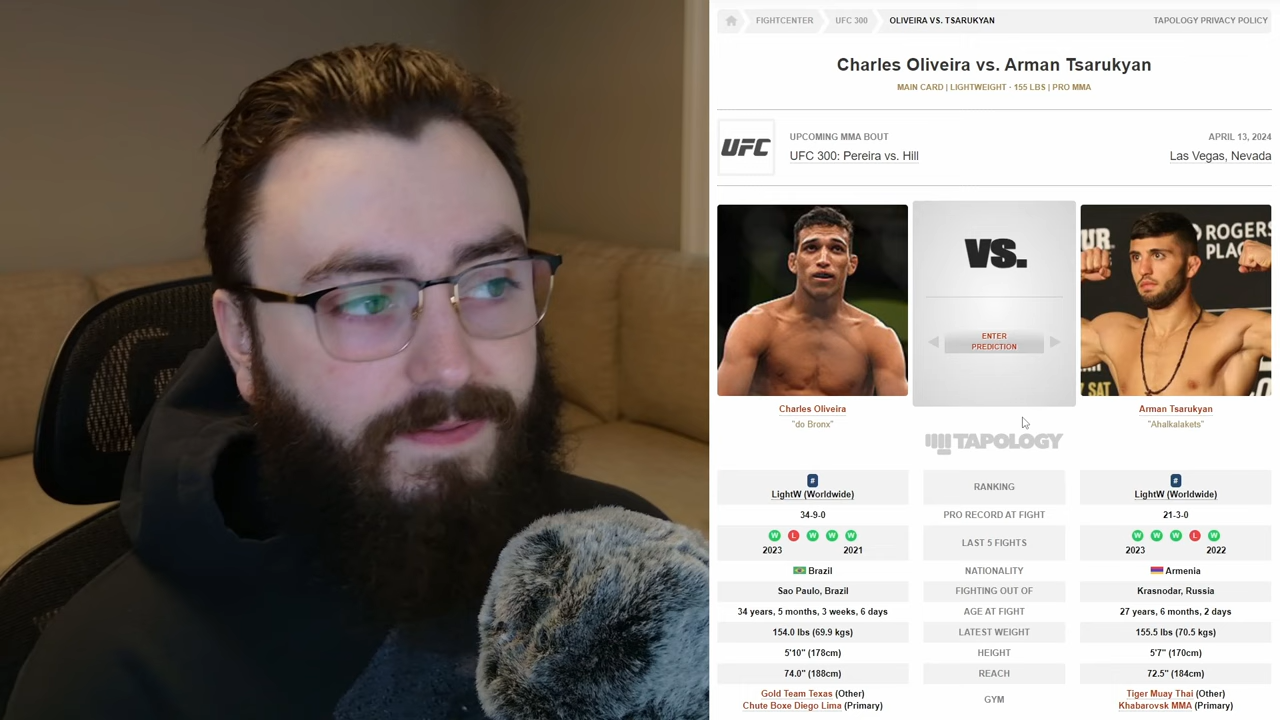 FIGHTCENTER UFC 300 OLIVEIRA VS. TSARUKYAN TAPOLOGY PRIVACY POLICY
Charles Oliveira vs. Arman Tsarukyan
MAIN CARD | LIGHTWEIGHT · 155 LBS | PRO MMA
UFC
UPCOMING MMA BOUT APRIL 13, 2024
UFC 300: Pereira vs. Hill Las Vegas, Nevada
VS.
ENTER
PREDICTION
ROGERS
PLAC
UR
SAT
Charles Oliveira Arman Tsarukyan
"do Bronx" "Ahalkalakets"
TAPOLOGY
# #
LightW (Worldwide) RANKING LightW (Worldwide)
34-9-0 PRO RECORD AT FIGHT 21-3-0
W L W W W LAST 5 FIGHTS W W W L W
2023 2021 2023 2022
Brazil NATIONALITY Armenia
Sao Paulo, Brazil FIGHTING OUT OF Krasnodar, Russia
34 years, 5 months, 3 weeks, 6 days AGE AT FIGHT 27 years, 6 months, 2 days
154.0 lbs (69.9 kgs) LATEST WEIGHT 155.5 lbs (70.5 kgs)
5'10" (178cm) HEIGHT 5'7" (170cm)
74.0" (188cm) REACH 72.5" (184cm)
Gold Team Texas (Other) GYM Tiger Muay Thai (Other)
Chute Boxe Diego Lima (Primary) Khabarovsk MMA (Primary)